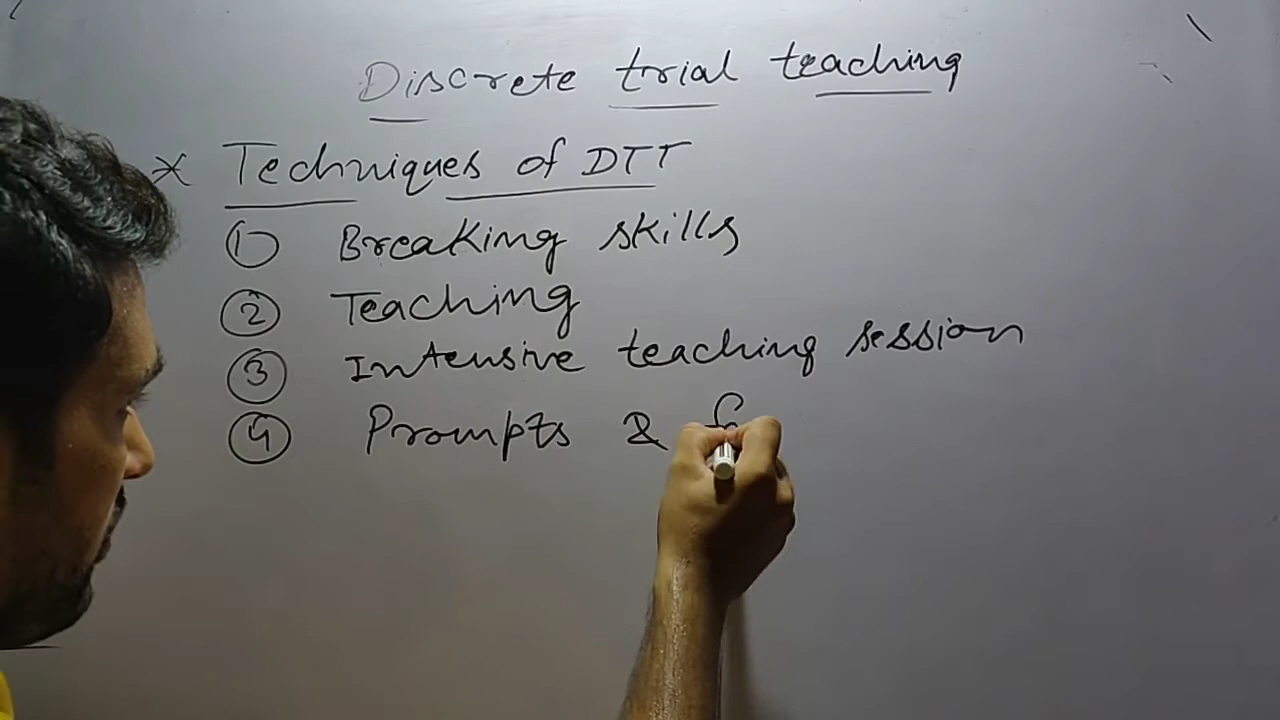 Discrete trial teaching
* Techniques of DTT
① Breaking skills
② Teaching
③ Intensive teaching session
④ Prompts &